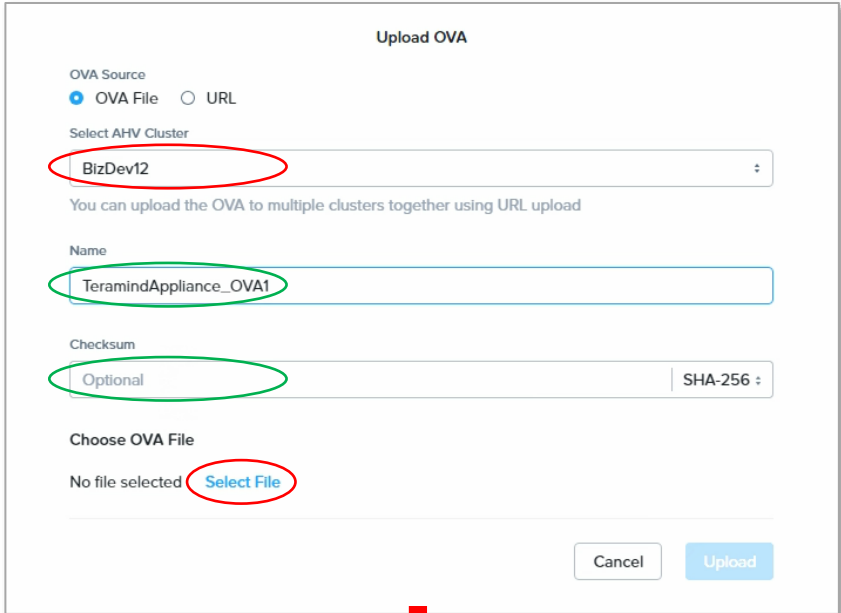 Upload OVA
OVA Source
OVA File URL
Select AHV Cluster
BizDev12
You can upload the OVA to multiple clusters together using URL upload
Name
TeramindAppliance_OVA1
Checksum
Optional SHA-256
Choose OVA File
No file selected Select File
Cancel Upload